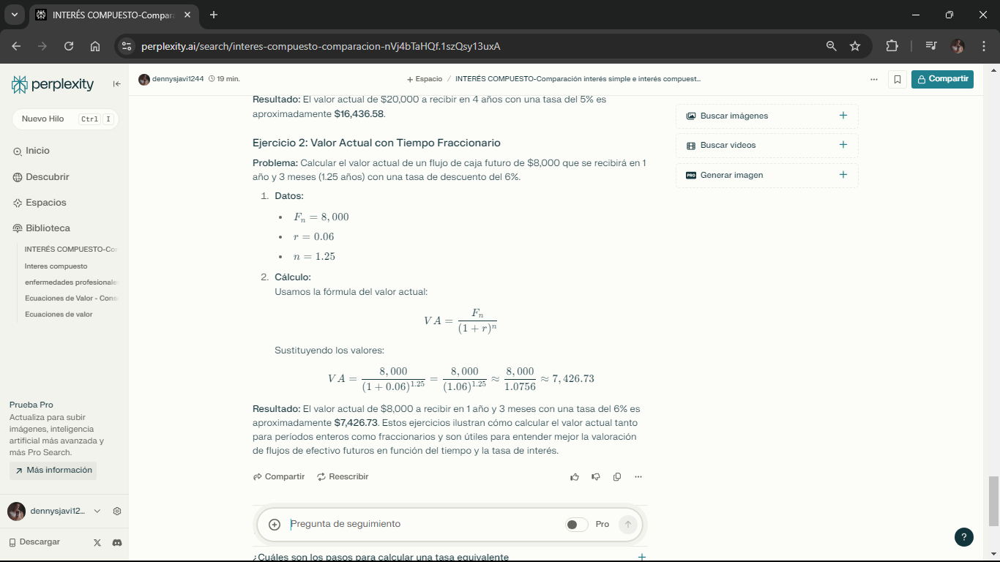 INTERÉS COMPUESTO-Compara
perplexity.ai/search/interes-compuesto-comparacion-nVj4bTaHQf.1szQsy13uxA
perplexity
Nuevo Hilo Ctrl I
Inicio
Descubrir
Espacios
Biblioteca
INTERÉS COMPUESTO-Co
Interes compuesto
enfermedades profesionale
Ecuaciones de Valor - Cons
Ecuaciones de valor
Prueba Pro
Actualiza para subir
imágenes, inteligencia
artificial más avanzada y
más Pro Search.
Más información
dennysjavi12...
Descargar
dennysjavi1244 19 min.
Espacio / INTERÉS COMPUESTO-Comparación interés simple e interés compuest...
Compartir
Resultado: El valor actual de $20,000 a recibir en 4 años con una tasa del 5% es
aproximadamente $16,436.58.
Ejercicio 2: Valor Actual con Tiempo Fraccionario
Problema: Calcular el valor actual de un flujo de caja futuro de $8,000 que se recibirá en 1
año y 3 meses (1.25 años) con una tasa de descuento del 6%.
1. Datos:
• Fₙ = 8,000
• r = 0.06
• n = 1.25
2. Cálculo:
Usamos la fórmula del valor actual:
VA = Fₙ / (1 + r)ⁿ
Sustituyendo los valores:
VA = 8,000 / (1 + 0.06)^1.25 = 8,000 / (1.06)^1.25 ≈ 8,000 / 1.0756 ≈ 7,426.73
Resultado: El valor actual de $8,000 a recibir en 1 año y 3 meses con una tasa del 6% es
aproximadamente $7,426.73. Estos ejercicios ilustran cómo calcular el valor actual tanto
para períodos enteros como fraccionarios y son útiles para entender mejor la valoración
de flujos de efectivo futuros en función del tiempo y la tasa de interés.
Compartir Reescribir
Pregunta de seguimiento Pro
¿Cuáles son los pasos para calcular una tasa equivalente
Buscar imágenes
Buscar videos
PRO Generar imagen
?